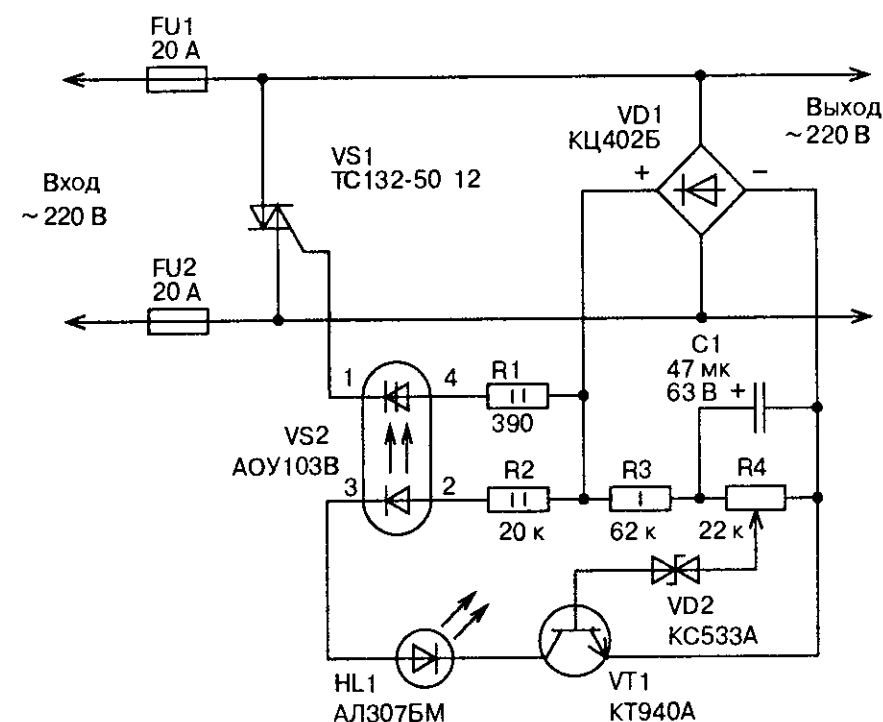 FU1
20 А
Вход
~ 220 В
FU2
20 А
VS1
ТС132-50 12
VD1
КЦ402Б
+
−
Выход
~ 220 В
C1
47 мк
63 В +
1
4
VS2
АОУ103В
3
2
R1
390
R2
20 к
R3
62 к
R4
22 к
VD2
КС533А
HL1
АЛ307БМ
VT1
КТ940А